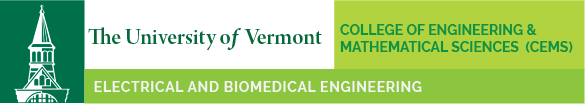 The University of Vermont
COLLEGE OF ENGINEERING &
MATHEMATICAL SCIENCES (CEMS)
ELECTRICAL AND BIOMEDICAL ENGINEERING